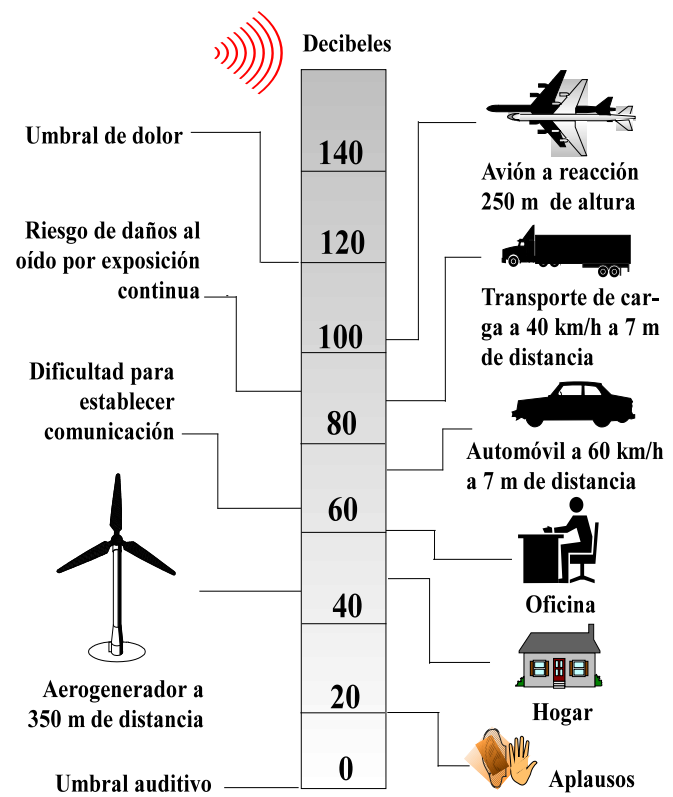 Decibeles
Umbral de dolor
Riesgo de daños al
oído por exposición
continua
Dificultad para
establecer
comunicación
Aerogenerador a
350 m de distancia
Umbral auditivo
140
120
100
80
60
40
20
0
Avión a reacción
250 m de altura
Transporte de car-
ga a 40 km/h a 7 m
de distancia
Automóvil a 60 km/h
a 7 m de distancia
Oficina
Hogar
Aplausos